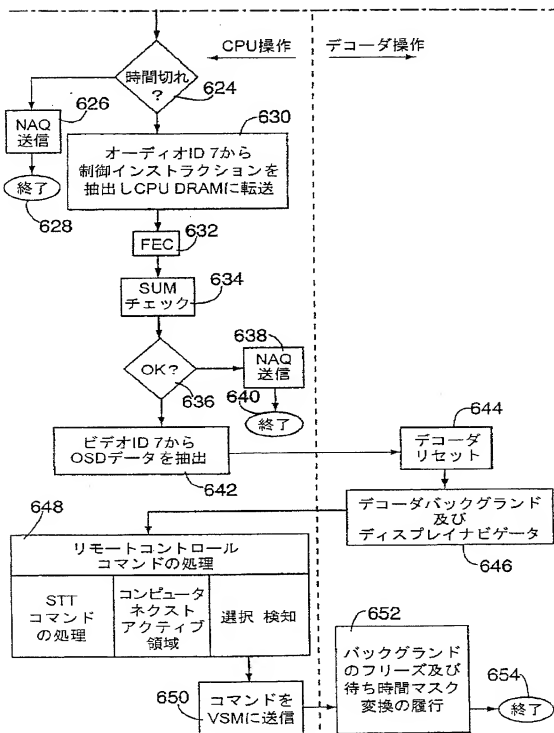 CPU操作
デコーダ操作
時間切れ
?
624
626
NAQ
送信
終了
628
630
オーディオID 7から
制御インストラクションを
抽出しCPU DRAMに転送
FEC
632
SUM
チェック
634
OK?
636
638
NAQ
送信
640
終了
ビデオID 7から
OSDデータを抽出
642
644
デコーダ
リセット
デコーダバックグランド
及び
ディスプレイナビゲータ
646
648
リモートコントロール
コマンドの処理
STT
コマンド
の処理
コンピュータ
ネクスト
アクティブ
領域
選択 検知
650
コマンドを
VSMに送信
652
バックグランド
のフリーズ及び
待ち時間マスク
変換の履行
654
終了